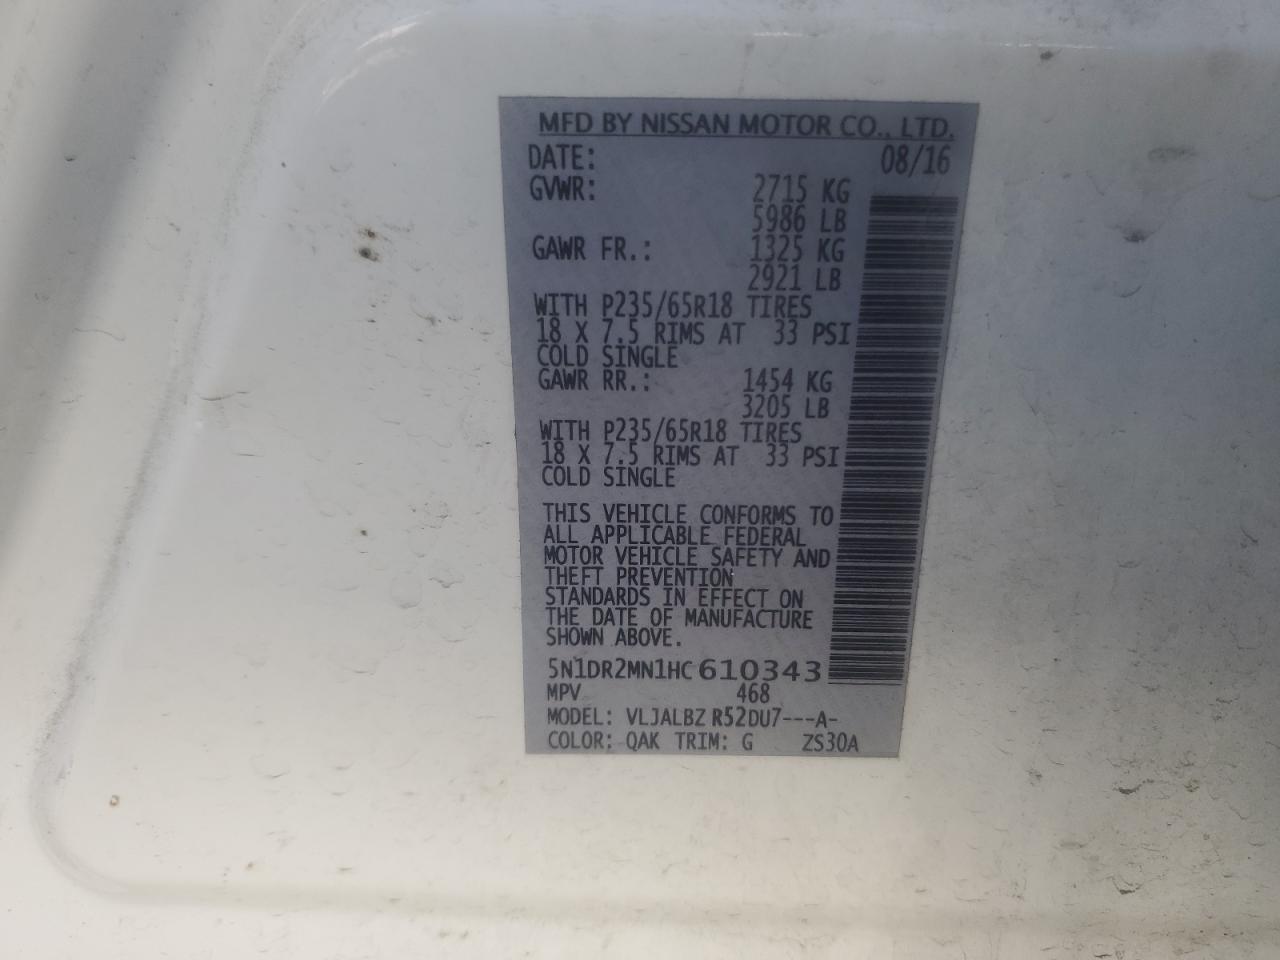 MFD BY NISSAN MOTOR CO., LTD.
DATE: 08/16
GVWR: 2715 KG
5986 LB
GAWR FR.: 1325 KG
2921 LB
WITH P235/65R18 TIRES
18 X 7.5 RIMS AT 33 PSI
COLD SINGLE
GAWR RR.: 1454 KG
3205 LB
WITH P235/65R18 TIRES
18 X 7.5 RIMS AT 33 PSI
COLD SINGLE
THIS VEHICLE CONFORMS TO
ALL APPLICABLE FEDERAL
MOTOR VEHICLE SAFETY AND
THEFT PREVENTION
STANDARDS IN EFFECT ON
THE DATE OF MANUFACTURE
SHOWN ABOVE.
5N1DR2MN1HC610343
MPV 468
MODEL: VLJALBZ R52DU7---A-
COLOR: QAK TRIM: G ZS30A